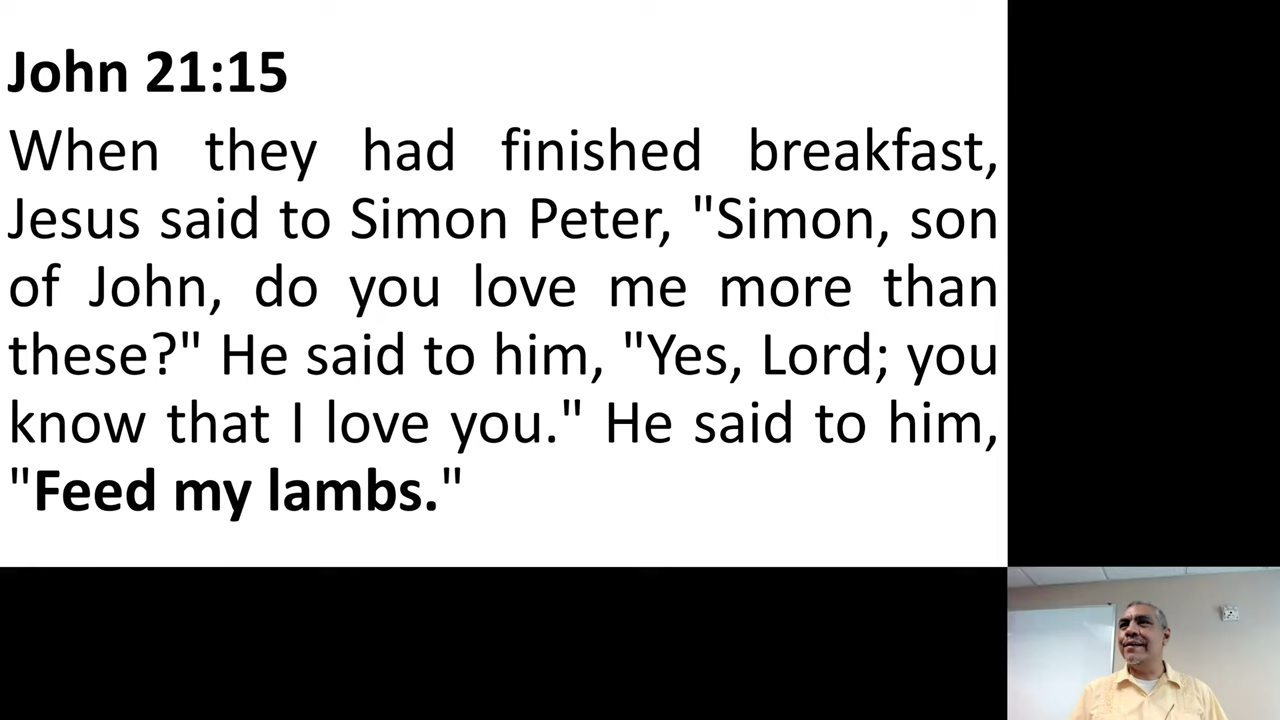 John 21:15
When they had finished breakfast,
Jesus said to Simon Peter, "Simon, son
of John, do you love me more than
these?" He said to him, "Yes, Lord; you
know that I love you." He said to him,
"Feed my lambs."